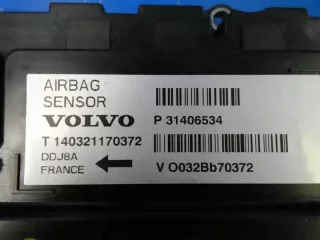 AIRBAG
SENSOR
VOLVO
P 31406534
T 140321170372
DDJ8A
FRANCE
V O032Bb70372